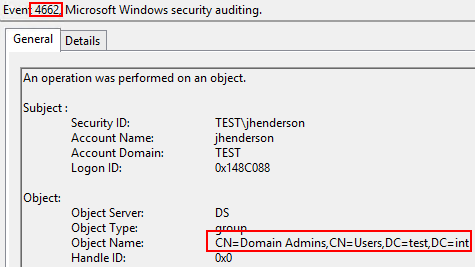 Event 4662, Microsoft Windows security auditing.
General Details
An operation was performed on an object.
Subject :
Security ID: TEST\jhenderson
Account Name: jhenderson
Account Domain: TEST
Logon ID: 0x148C088
Object:
Object Server: DS
Object Type: group
Object Name: CN=Domain Admins,CN=Users,DC=test,DC=int
Handle ID: 0x0